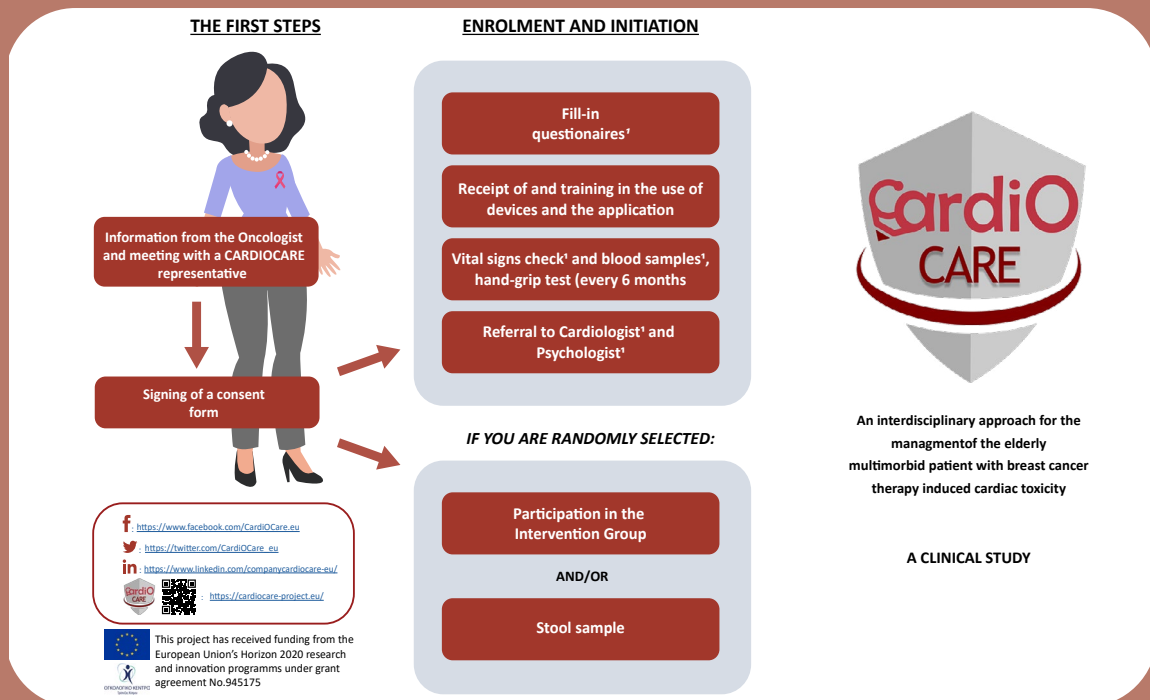 THE FIRST STEPS
Information from the Oncologist
and meeting with a CARDIOCARE
representative
Signing of a consent
form
f : https://www.facebook.com/CardiOCare.eu
: https://twitter.com/CardiOCare_eu
in : https://www.linkedin.com/companycardiocare-eu/
CardiO
CARE
: https://cardiocare-project.eu/
This project has received funding from the
European Union's Horizon 2020 research
and innovation programms under grant
agreement No.945175
ΟΓΚΟΛΟΓΙΚΟ ΚΕΝΤΡΟ
ENROLMENT AND INITIATION
Fill-in
questionaires¹
Receipt of and training in the use of
devices and the application
Vital signs check¹ and blood samples¹,
hand-grip test (every 6 months
Referral to Cardiologist¹ and
Psychologist¹
IF YOU ARE RANDOMLY SELECTED:
Participation in the
Intervention Group
AND/OR
Stool sample
CardiO
CARE
An interdisciplinary approach for the
managmentof the elderly
multimorbid patient with breast cancer
therapy induced cardiac toxicity
A CLINICAL STUDY